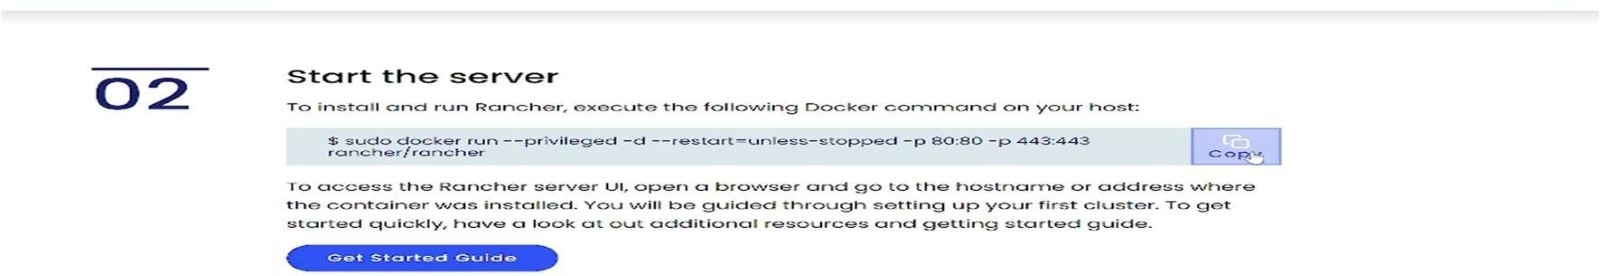 02
Start the server
To install and run Rancher, execute the following Docker command on your host:
$ sudo docker run --privileged -d --restart=unless-stopped -p 80:80 -p 443:443
rancher/rancher
Copy
To access the Rancher server UI, open a browser and go to the hostname or address where
the container was installed. You will be guided through setting up your first cluster. To get
started quickly, have a look at out additional resources and getting started guide.
Get Started Guide